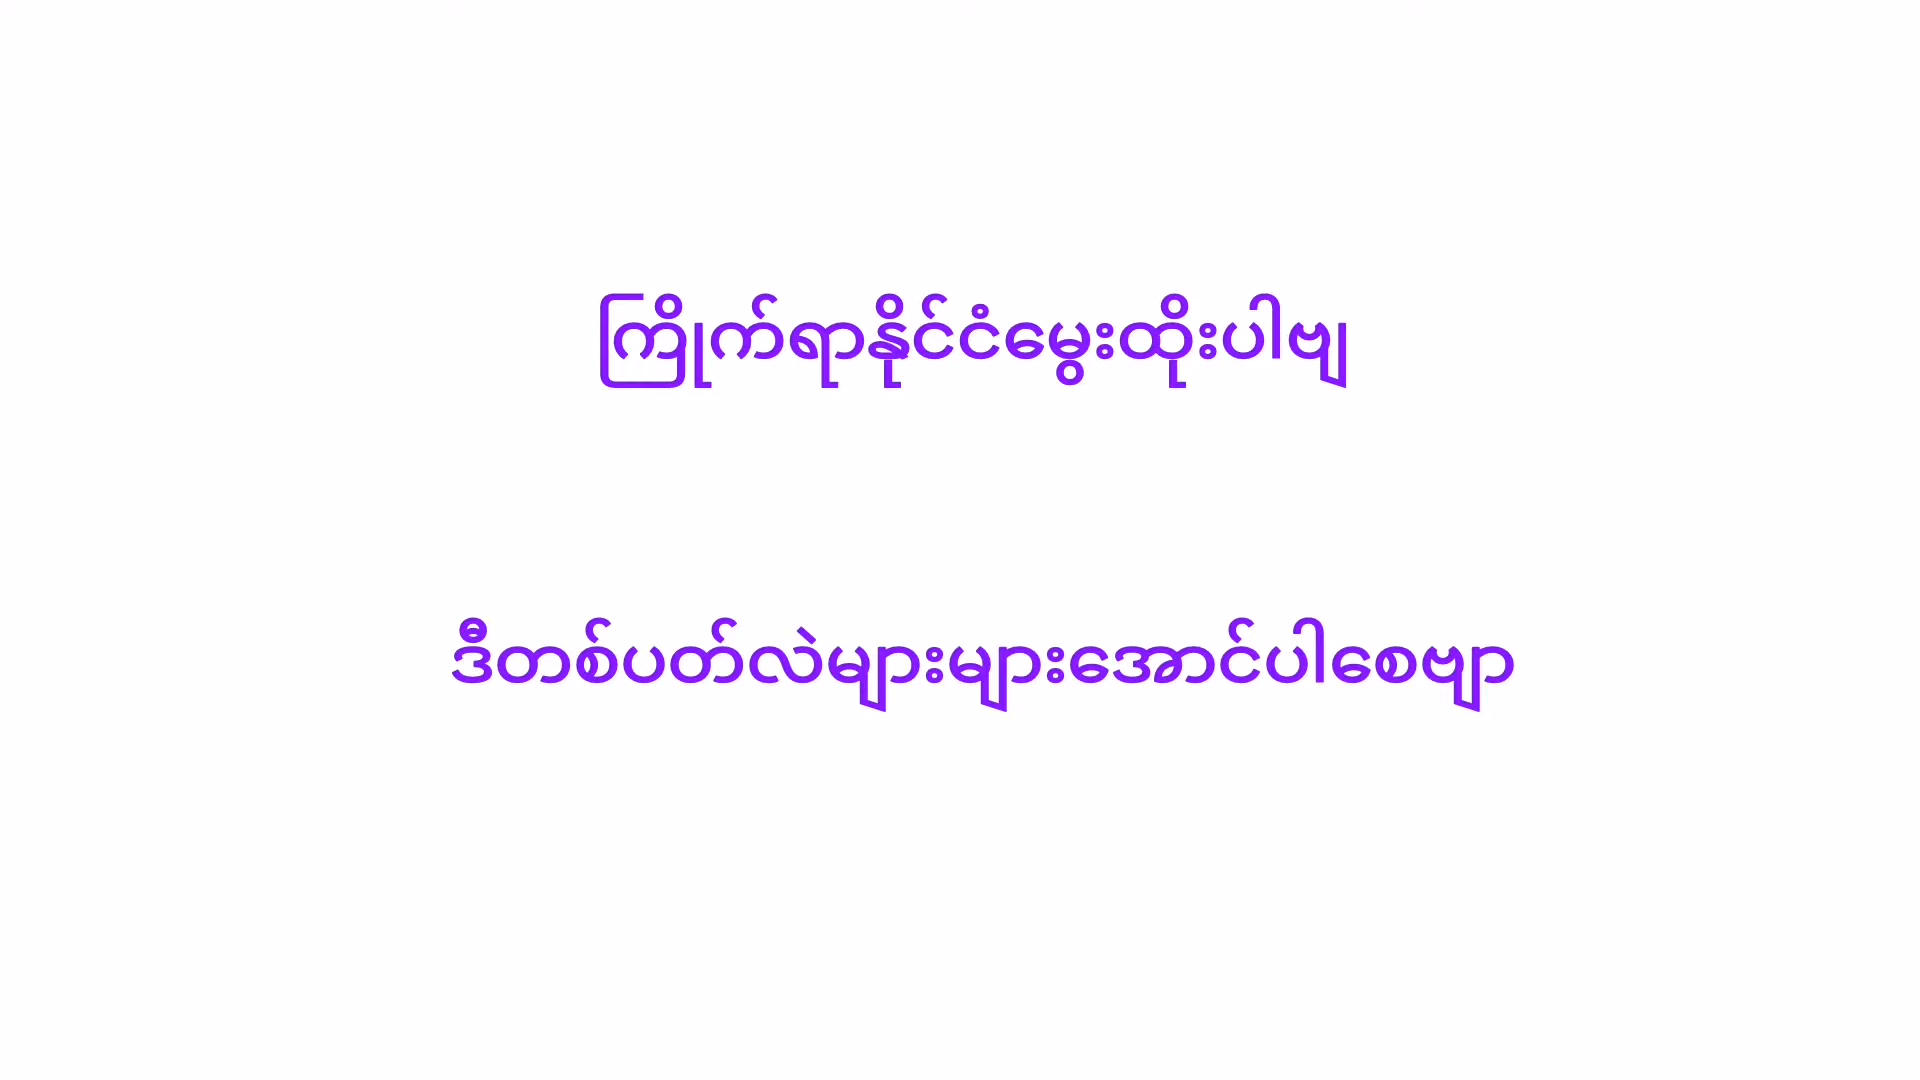 ကြိုက်ရာနိုင်ငံမွေးထိုးပါဗျ
ဒီတစ်ပတ်လဲများများအောင်ပါစေဗျာ